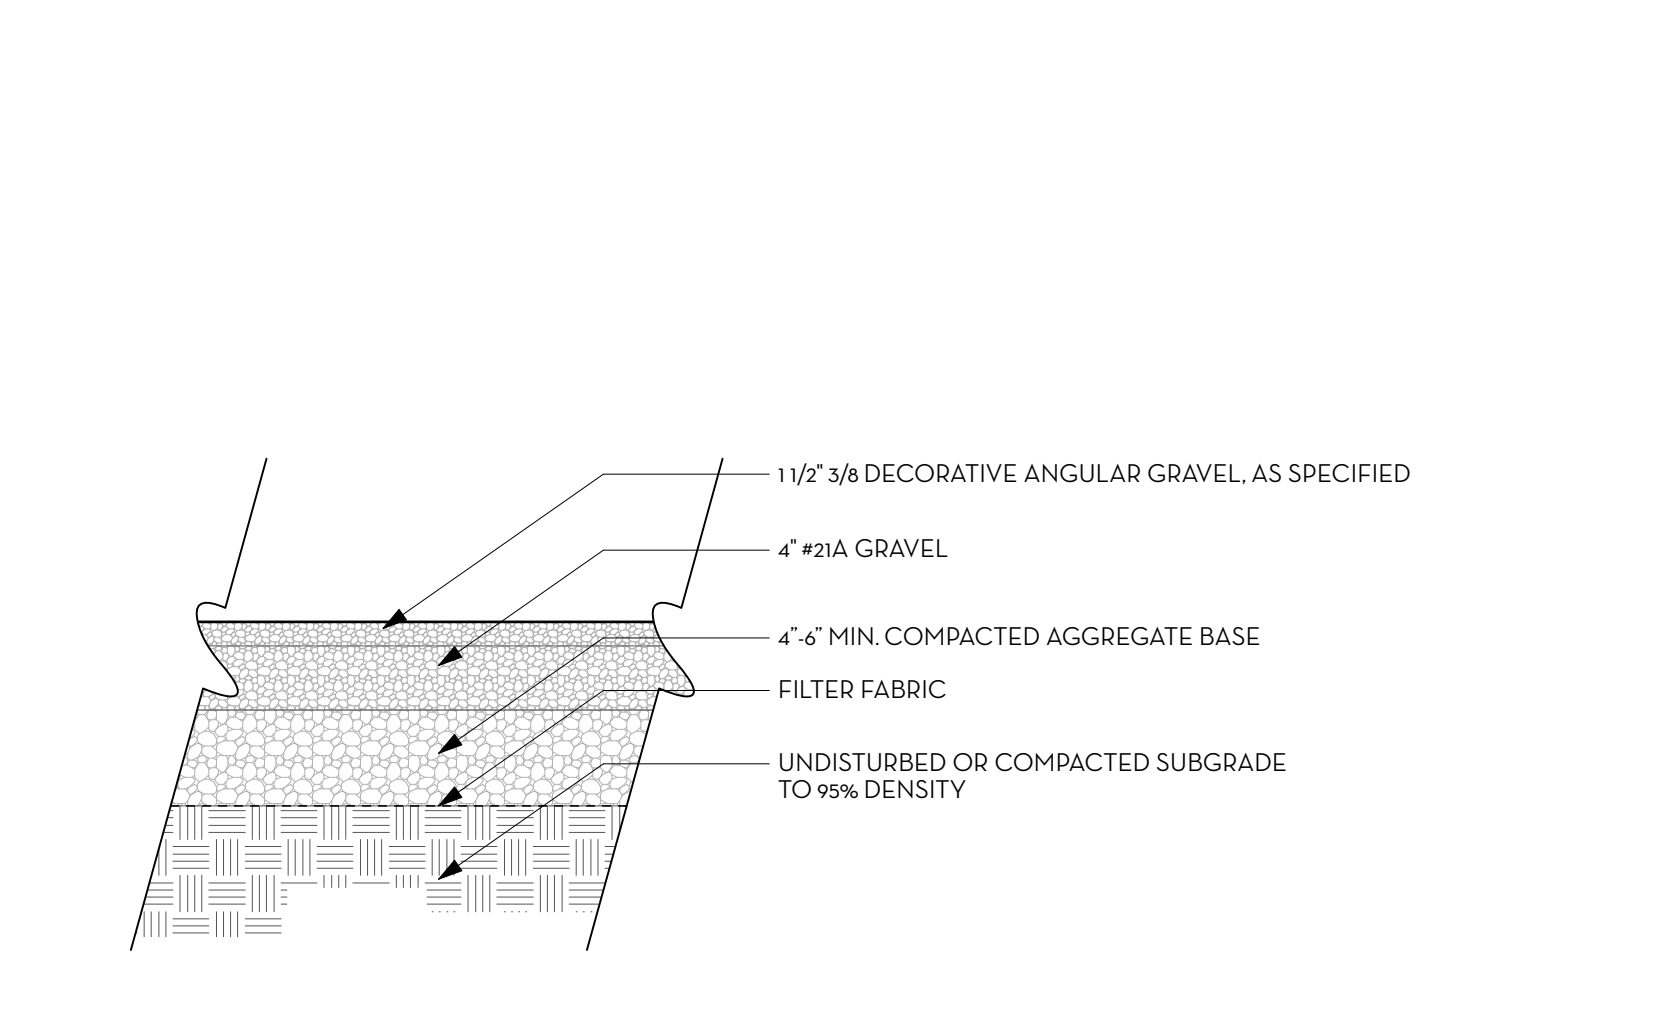 1 1/2" 3/8 DECORATIVE ANGULAR GRAVEL, AS SPECIFIED
4" #21A GRAVEL
4”-6” MIN. COMPACTED AGGREGATE BASE
FILTER FABRIC
UNDISTURBED OR COMPACTED SUBGRADE
TO 95% DENSITY